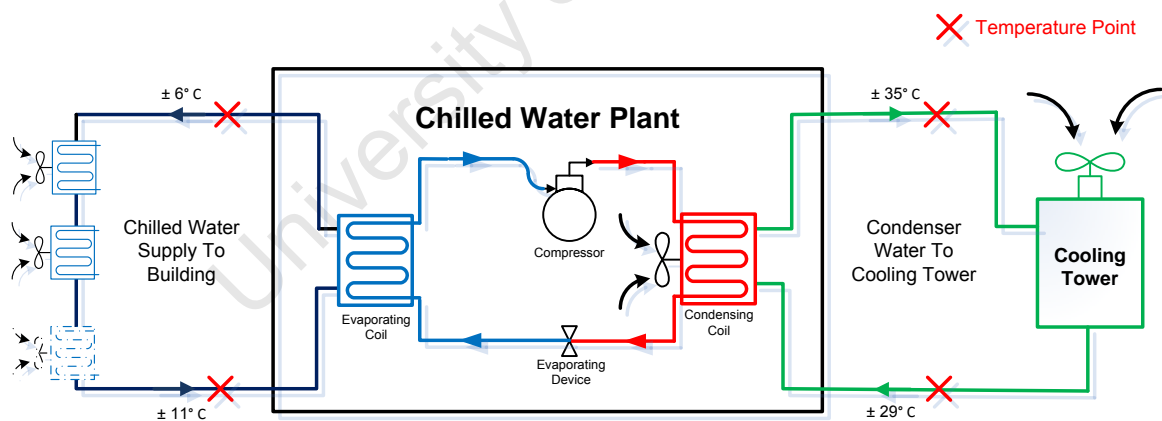 Temperature Point
± 6° C
± 35° C
University
Chilled Water Plant
Chilled Water
Supply To
Building
Compressor
Condenser
Water To
Cooling Tower
Cooling
Tower
Evaporating
Coil
Condensing
Coil
Evaporating
Device
± 11° C
± 29° C